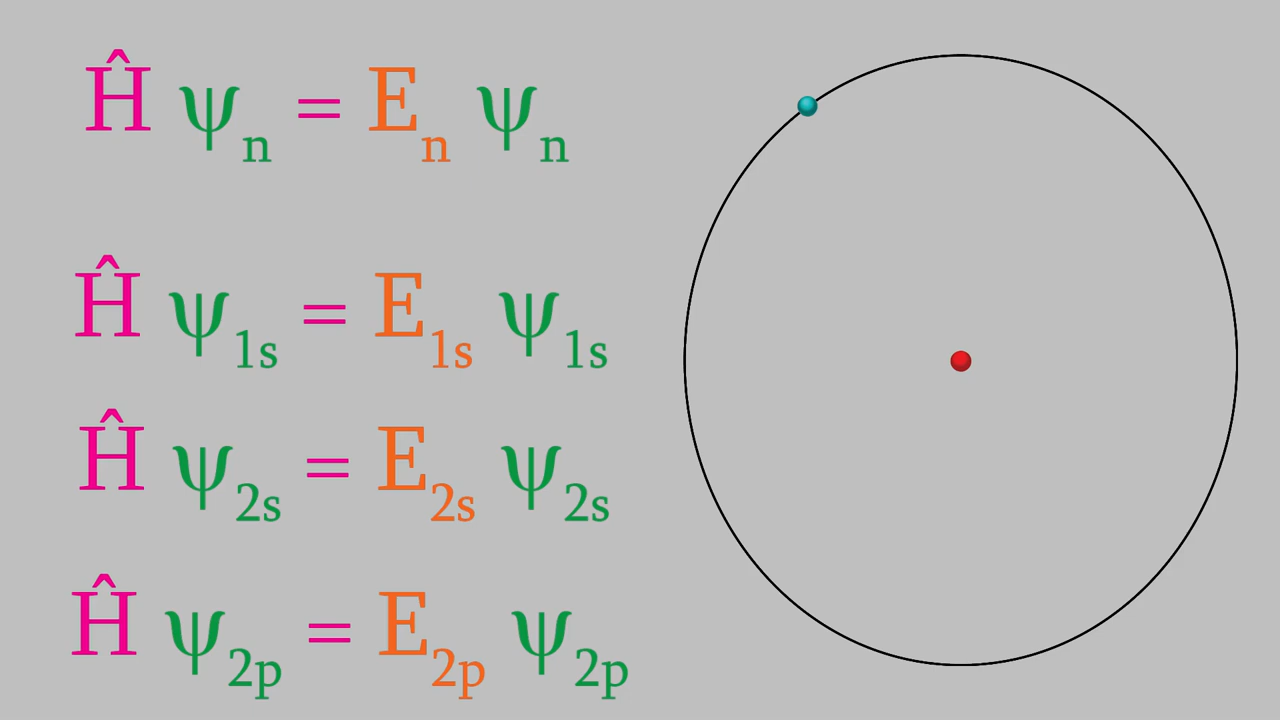 Ĥ ψₙ = Eₙ ψₙ
Ĥ ψ₁ₛ = E₁ₛ ψ₁ₛ
Ĥ ψ₂ₛ = E₂ₛ ψ₂ₛ
Ĥ ψ₂ₚ = E₂ₚ ψ₂ₚ